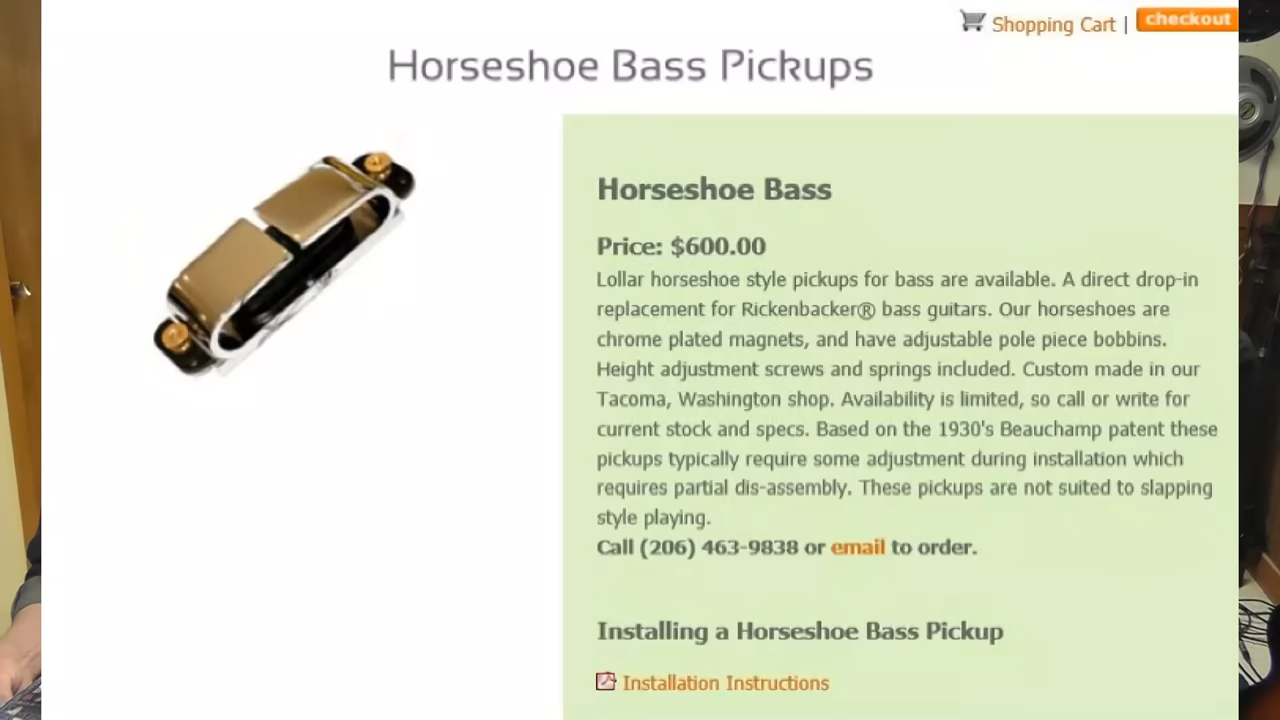 Shopping Cart | checkout
Horseshoe Bass Pickups
Horseshoe Bass
Price: $600.00
Lollar horseshoe style pickups for bass are available. A direct drop-in
replacement for Rickenbacker® bass guitars. Our horseshoes are
chrome plated magnets, and have adjustable pole piece bobbins.
Height adjustment screws and springs included. Custom made in our
Tacoma, Washington shop. Availability is limited, so call or write for
current stock and specs. Based on the 1930's Beauchamp patent these
pickups typically require some adjustment during installation which
requires partial dis-assembly. These pickups are not suited to slapping
style playing.
Call (206) 463-9838 or email to order.
Installing a Horseshoe Bass Pickup
Installation Instructions